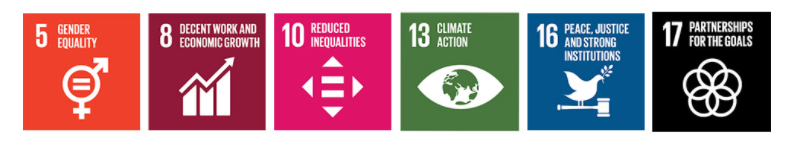 5 GENDER
EQUALITY
8 DECENT WORK AND
ECONOMIC GROWTH
10 REDUCED
INEQUALITIES
13 CLIMATE
ACTION
16 PEACE, JUSTICE
AND STRONG
INSTITUTIONS
17 PARTNERSHIPS
FOR THE GOALS